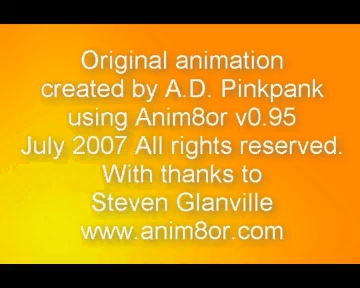 Original animation
created by A.D. Pinkpank
using Anim8or v0.95
July 2007 All rights reserved.
With thanks to
Steven Glanville
www.anim8or.com